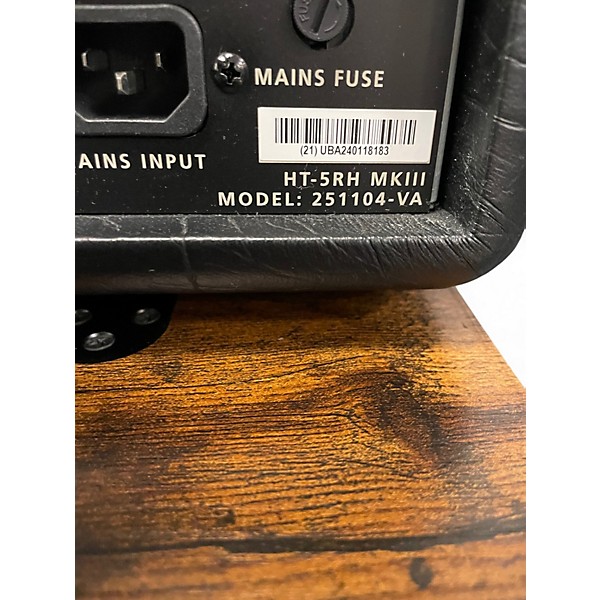 MAINS FUSE
(21) UBA240118183
AINS INPUT
HT-5RH MKIII
MODEL: 251104-VA